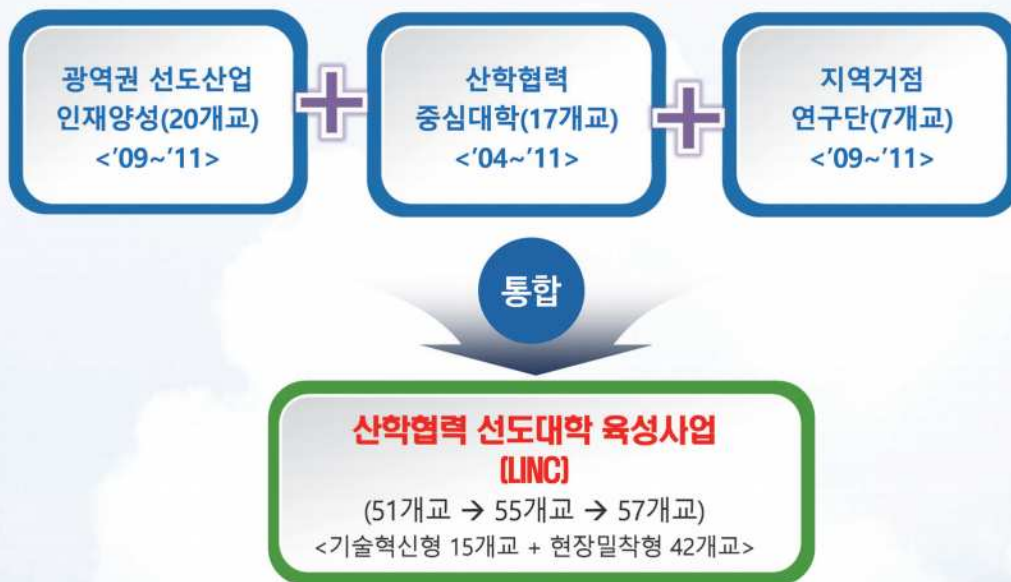 광역권 선도산업
인재양성(20개교)
<'09~'11>
산학협력
중심대학(17개교)
<'04~'11>
지역거점
연구단(7개교)
<'09~'11>
통합
산학협력 선도대학 육성사업
(LINC)
(51개교 → 55개교 → 57개교)
<기술혁신형 15개교 + 현장밀착형 42개교>